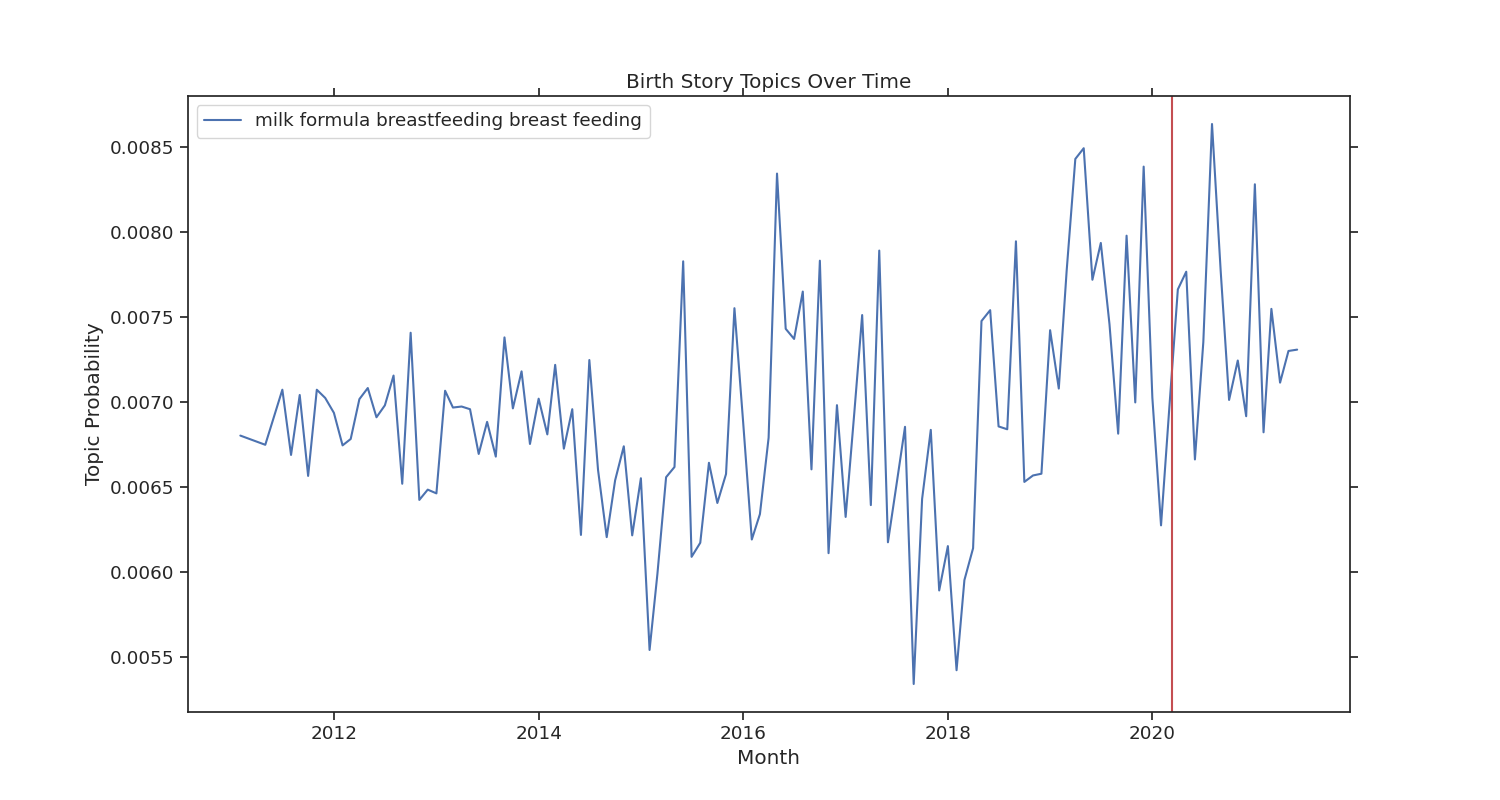 Birth Story Topics Over Time
milk formula breastfeeding breast feeding
Topic Probability
0.0085
0.0080
0.0075
0.0070
0.0065
0.0060
0.0055
2012 2014 2016 2018 2020
Month